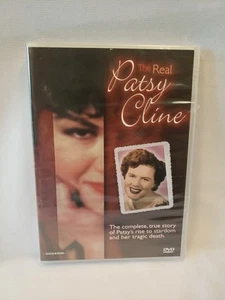 The Real
Patsy
Cline
The complete, true story
of Patsy's rise to stardom
and her tragic death.
DVD